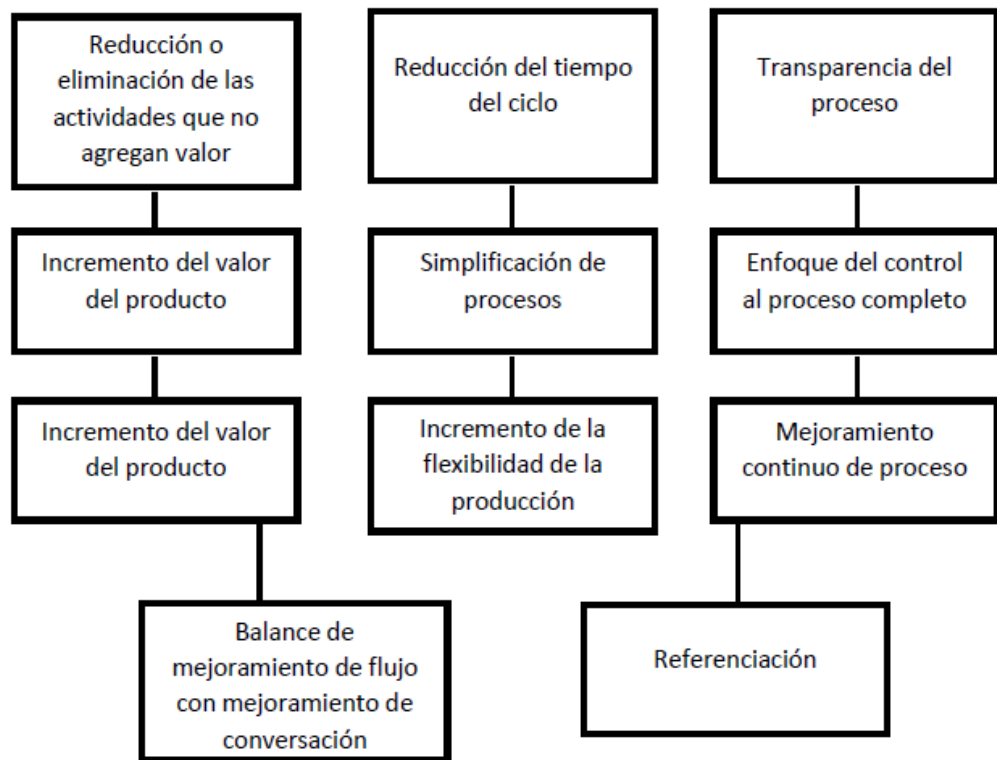 Reducción o
eliminación de las
actividades que no
agregan valor
Reducción del tiempo
del ciclo
Transparencia del
proceso
Incremento del valor
del producto
Simplificación de
procesos
Enfoque del control
al proceso completo
Incremento del valor
del producto
Incremento de la
flexibilidad de la
producción
Mejoramiento
continuo de proceso
Balance de
mejoramiento de flujo
con mejoramiento de
conversación
Referenciación